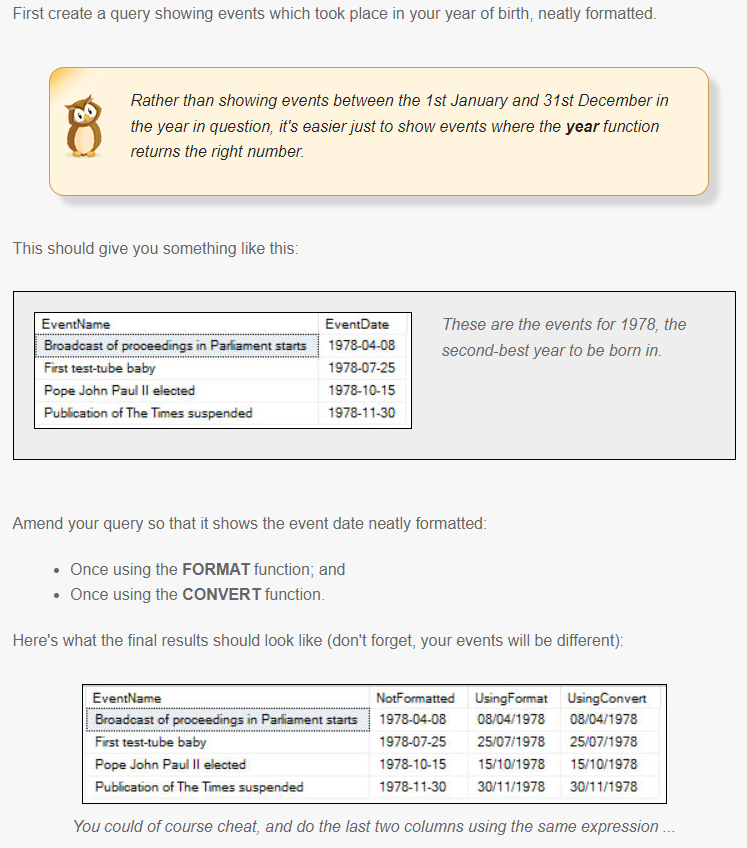 First create a query showing events which took place in your year of birth, neatly formatted.
Rather than showing events between the 1st January and 31st December in
the year in question, it's easier just to show events where the year function
returns the right number.
This should give you something like this:
EventName EventDate
Broadcast of proceedings in Parliament starts 1978-04-08
First test-tube baby 1978-07-25
Pope John Paul II elected 1978-10-15
Publication of The Times suspended 1978-11-30
These are the events for 1978, the
second-best year to be born in.
Amend your query so that it shows the event date neatly formatted:
• Once using the FORMAT function; and
• Once using the CONVERT function.
Here's what the final results should look like (don't forget, your events will be different):
EventName NotFormatted UsingFormat UsingConvert
Broadcast of proceedings in Parliament starts 1978-04-08 08/04/1978 08/04/1978
First test-tube baby 1978-07-25 25/07/1978 25/07/1978
Pope John Paul II elected 1978-10-15 15/10/1978 15/10/1978
Publication of The Times suspended 1978-11-30 30/11/1978 30/11/1978
You could of course cheat, and do the last two columns using the same expression ...